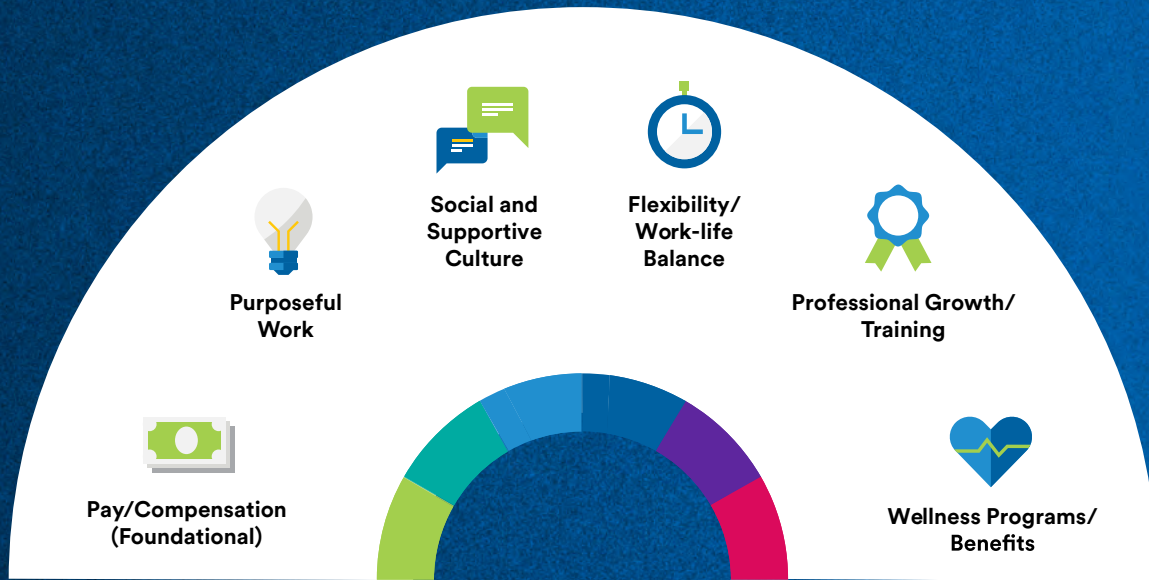 Social and
Supportive
Culture
Flexibility/
Work-life
Balance
Purposeful
Work
Professional Growth/
Training
Pay/Compensation
(Foundational)
Wellness Programs/
Benefits